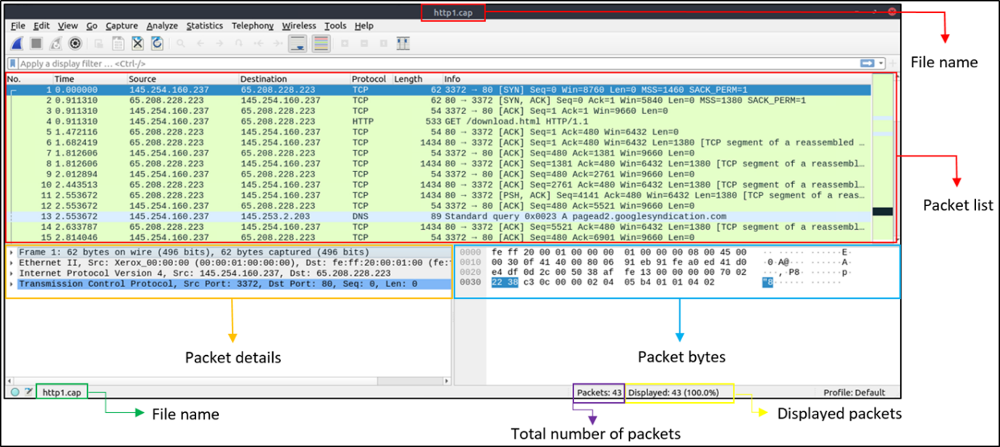 http1.cap
File Edit View Go Capture Analyze Statistics Telephony Wireless Tools Help
Apply a display filter ... <Ctrl-/>
File name
No. Time Source Destination Protocol Length Info
1 0.000000 145.254.160.237 65.208.228.223 TCP 62 3372 → 80 [SYN] Seq=0 Win=8760 Len=0 MSS=1460 SACK_PERM=1
2 0.911310 65.208.228.223 145.254.160.237 TCP 62 80 → 3372 [SYN, ACK] Seq=0 Ack=1 Win=5840 Len=0 MSS=1380 SACK_PERM=1
3 0.911310 145.254.160.237 65.208.228.223 TCP 54 3372 → 80 [ACK] Seq=1 Ack=1 Win=9660 Len=0
4 0.911310 145.254.160.237 65.208.228.223 HTTP 533 GET /download.html HTTP/1.1
5 1.472116 65.208.228.223 145.254.160.237 TCP 54 80 → 3372 [ACK] Seq=1 Ack=480 Win=6432 Len=0
6 1.682419 65.208.228.223 145.254.160.237 TCP 1434 80 → 3372 [ACK] Seq=1 Ack=480 Win=6432 Len=1380 [TCP segment of a reassembled …
7 1.812606 145.254.160.237 65.208.228.223 TCP 54 3372 → 80 [ACK] Seq=480 Ack=1381 Win=9660 Len=0
8 1.812606 65.208.228.223 145.254.160.237 TCP 1434 80 → 3372 [ACK] Seq=1381 Ack=480 Win=6432 Len=1380 [TCP segment of a reassembl…
9 2.012894 145.254.160.237 65.208.228.223 TCP 54 3372 → 80 [ACK] Seq=480 Ack=2761 Win=9660 Len=0
10 2.443513 65.208.228.223 145.254.160.237 TCP 1434 80 → 3372 [ACK] Seq=2761 Ack=480 Win=6432 Len=1380 [TCP segment of a reassembl…
11 2.553672 65.208.228.223 145.254.160.237 TCP 1434 80 → 3372 [PSH, ACK] Seq=4141 Ack=480 Win=6432 Len=1380 [TCP segment of a reas…
12 2.553672 145.254.160.237 65.208.228.223 TCP 54 3372 → 80 [ACK] Seq=480 Ack=5521 Win=9660 Len=0
13 2.553672 145.254.160.237 145.253.2.203 DNS 89 Standard query 0x0023 A pagead2.googlesyndication.com
14 2.633787 65.208.228.223 145.254.160.237 TCP 1434 80 → 3372 [ACK] Seq=5521 Ack=480 Win=6432 Len=1380 [TCP segment of a reassembl…
15 2.814046 145.254.160.237 65.208.228.223 TCP 54 3372 → 80 [ACK] Seq=480 Ack=6901 Win=9660 Len=0
Packet list
Frame 1: 62 bytes on wire (496 bits), 62 bytes captured (496 bits)
Ethernet II, Src: Xerox_00:00:00 (00:00:01:00:00:00), Dst: fe:ff:20:00:01:00 (fe:
Internet Protocol Version 4, Src: 145.254.160.237, Dst: 65.208.228.223
Transmission Control Protocol, Src Port: 3372, Dst Port: 80, Seq: 0, Len: 0
0000 fe ff 20 00 01 00 00 00 01 00 00 00 08 00 45 00 ·· ····· ······E·
0010 00 30 0f 41 40 00 80 06 91 eb 91 fe a0 ed 41 d0 ·0·A@··· ······A·
0020 e4 df 0d 2c 00 50 38 af fe 13 00 00 00 00 70 02 ···,·P8· ······p·
0030 22 38 c3 0c 00 00 02 04 05 b4 01 01 04 02 "8······ ······
Packet details
Packet bytes
http1.cap
Packets: 43
Displayed: 43 (100.0%)
Profile: Default
File name
Displayed packets
Total number of packets